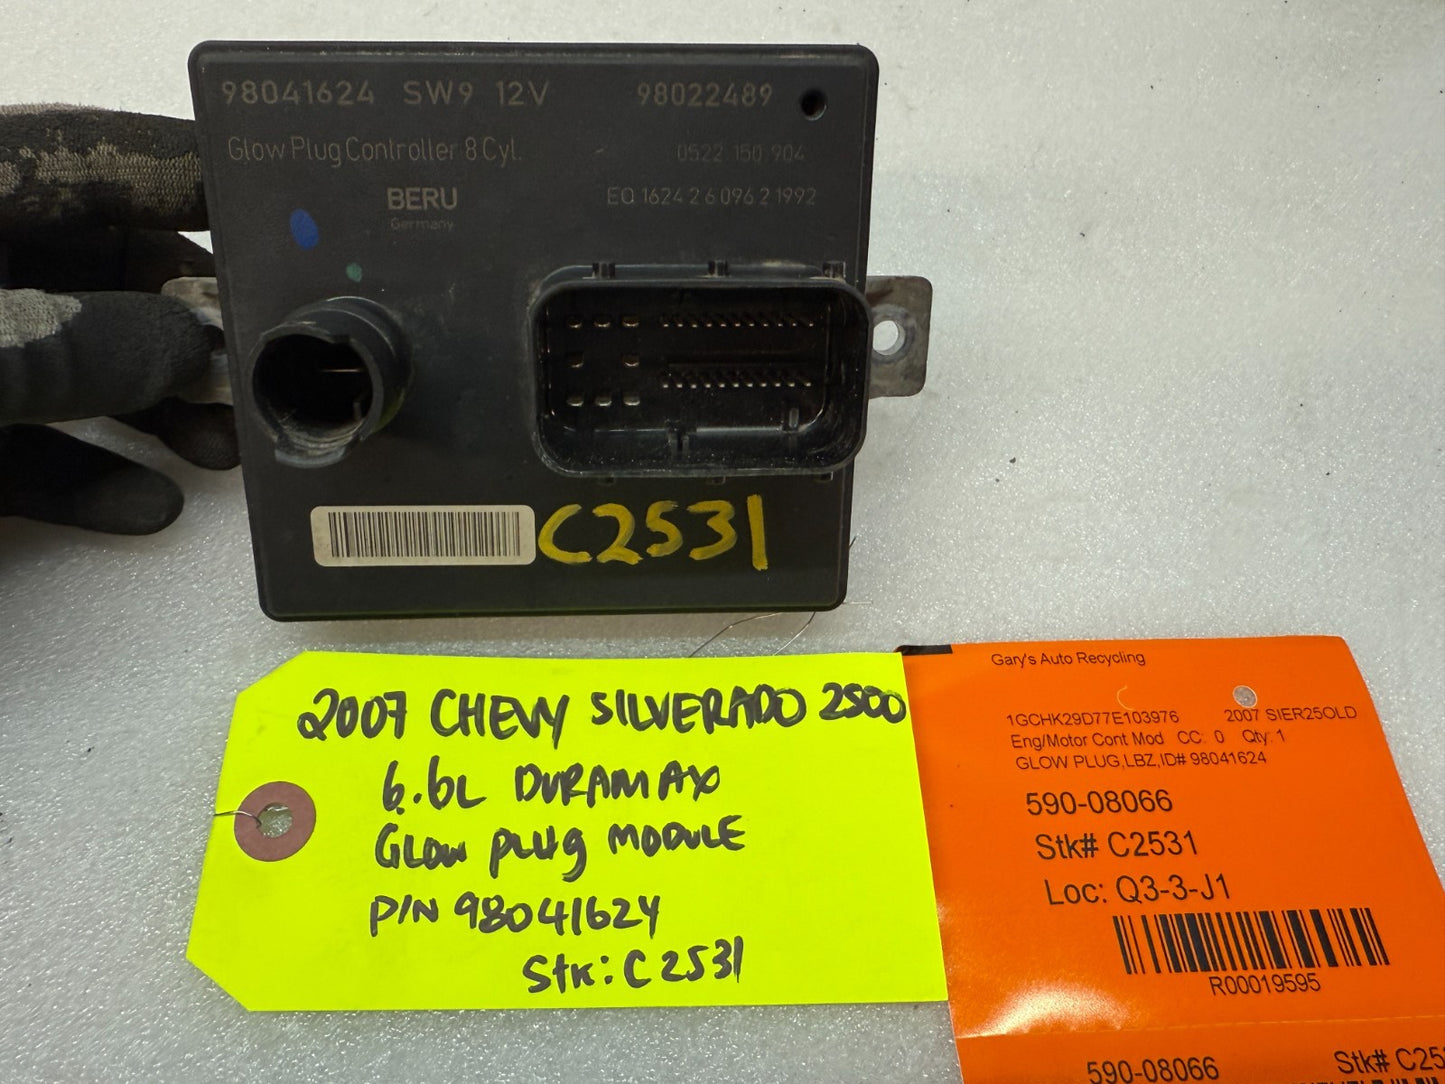 98041624 SW9 12V 98022489
Glow Plug Controller 8 Cyl. 0522 150 904
BERU EQ 1624 2 6 096 2 1992
Germany
C2531
2007 CHEVY SILVERADO 2500
6.6L DURAMAX
Glow plug MODULE
P/N 98041624
Stk: C2531
Gary's Auto Recycling
1GCHK29D77E103976 2007 SIER25OLD
Eng/Motor Cont Mod CC: 0 Qty: 1
GLOW PLUG,LBZ,ID# 98041624
590-08066
Stk# C2531
Loc: Q3-3-J1
R00019595
590-08066 Stk# C25